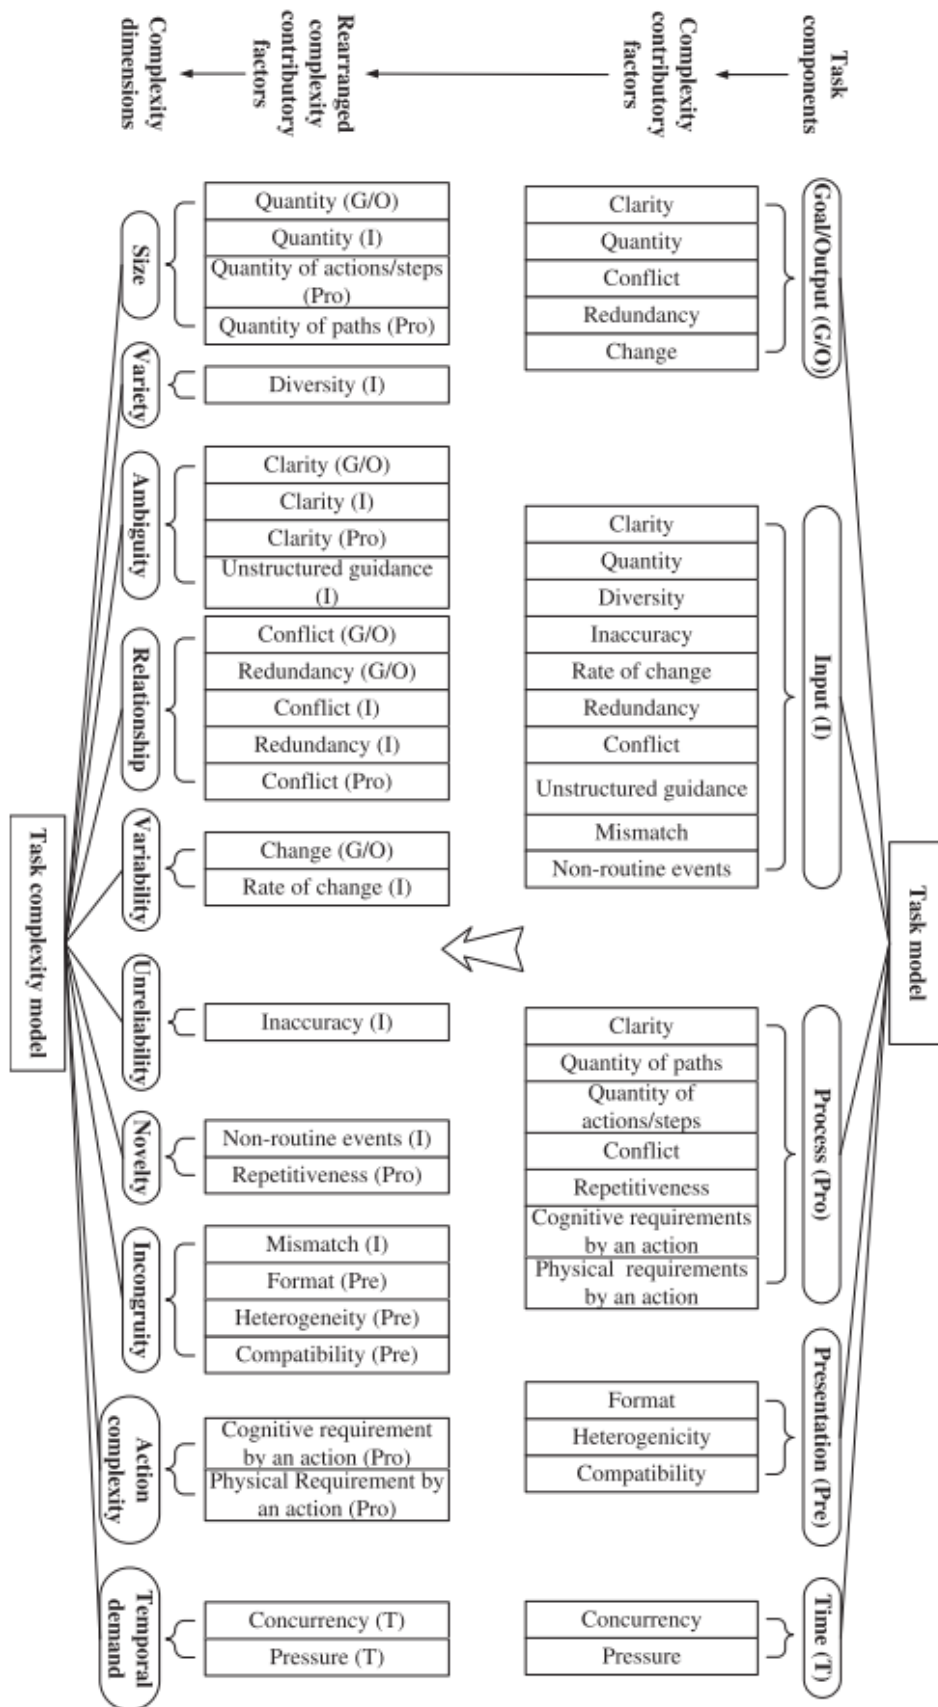 Task
components
Complexity
contributory
factors
Rearranged
complexity
contributory
factors
Complexity
dimensions
Task model
Goal/Output (G/O)
Clarity
Quantity
Conflict
Redundancy
Change
Input (I)
Clarity
Quantity
Diversity
Inaccuracy
Rate of change
Redundancy
Conflict
Unstructured guidance
Mismatch
Non-routine events
Process (Pro)
Clarity
Quantity of paths
Quantity of
actions/steps
Conflict
Repetitiveness
Cognitive requirements
by an action
Physical requirements
by an action
Presentation (Pre)
Format
Heterogenicity
Compatibility
Time (T)
Concurrency
Pressure
Quantity (G/O)
Quantity (I)
Quantity of actions/steps
(Pro)
Quantity of paths (Pro)
Size
Diversity (I)
Variety
Clarity (G/O)
Clarity (I)
Clarity (Pro)
Unstructured guidance
(I)
Ambiguity
Conflict (G/O)
Redundancy (G/O)
Conflict (I)
Redundancy (I)
Conflict (Pro)
Relationship
Change (G/O)
Rate of change (I)
Variability
Inaccuracy (I)
Unreliability
Non-routine events (I)
Repetitiveness (Pro)
Novelty
Mismatch (I)
Format (Pre)
Heterogeneity (Pre)
Compatibility (Pre)
Incongruity
Cognitive requirement
by an action (Pro)
Physical Requirement by
an action (Pro)
Action
complexity
Concurrency (T)
Pressure (T)
Temporal
demand
Task complexity model